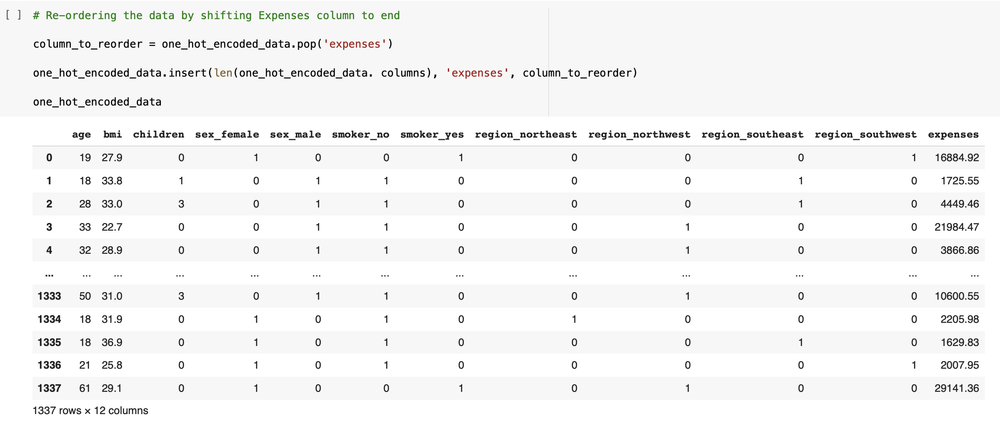 [ ] # Re-ordering the data by shifting Expenses column to end
column_to_reorder = one_hot_encoded_data.pop('expenses')
one_hot_encoded_data.insert(len(one_hot_encoded_data. columns), 'expenses', column_to_reorder)
one_hot_encoded_data
age bmi children sex_female sex_male smoker_no smoker_yes region_northeast region_northwest region_southeast region_southwest expenses
0 19 27.9 0 1 0 0 1 0 0 0 1 16884.92
1 18 33.8 1 0 1 1 0 0 0 1 0 1725.55
2 28 33.0 3 0 1 1 0 0 0 1 0 4449.46
3 33 22.7 0 0 1 1 0 0 1 0 0 21984.47
4 32 28.9 0 0 1 1 0 0 1 0 0 3866.86
... ... ... ... ... ... ... ... ... ... ... ... ...
1333 50 31.0 3 0 1 1 0 0 1 0 0 10600.55
1334 18 31.9 0 1 0 1 0 1 0 0 0 2205.98
1335 18 36.9 0 1 0 1 0 0 0 1 0 1629.83
1336 21 25.8 0 1 0 1 0 0 0 0 1 2007.95
1337 61 29.1 0 1 0 0 1 0 1 0 0 29141.36
1337 rows × 12 columns